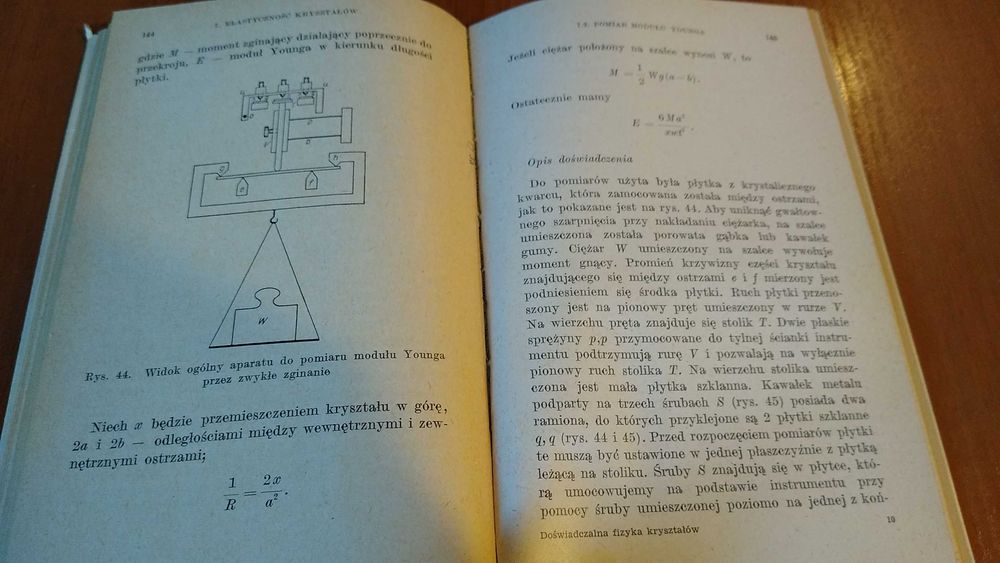 144
7. ELASTYCZNOŚĆ KRYSZTAŁÓW
gdzie M — moment zginający działający poprzecznie do
przekroju, E — moduł Younga w kierunku długości
płytki.
W
Rys. 44. Widok ogólny aparatu do pomiaru modułu Younga
przez zwykłe zginanie
Niech x będzie przemieszczeniem kryształu w górę,
2a i 2b — odległościami między wewnętrznymi i zew-
nętrznymi ostrzami;
1/R = 2x/a².
7.7. POMIAR MODUŁU YOUNGA
145
Jeżeli ciężar położony na szalce wynosi W, to
M = 1/2 Wg(a−b).
Ostatecznie mamy
E = 6Ma²/xwt³.
Opis doświadczenia
Do pomiarów użyta była płytka z krystalicznego
kwarcu, która zamocowana została między ostrzami,
jak to pokazane jest na rys. 44. Aby uniknąć gwałtow-
nego szarpnięcia przy nakładaniu ciężarka, na szalce
umieszczona została porowata gąbka lub kawałek
gumy. Ciężar W umieszczony na szalce wywołuje
moment gnący. Promień krzywizny części kryształu
znajdującego się między ostrzami e i f mierzony jest
podniesieniem się środka płytki. Ruch płytki przeno-
szony jest na pionowy pręt umieszczony w rurze V.
Na wierzchu pręta znajduje się stolik T. Dwie płaskie
sprężyny p,p przymocowane do tylnej ścianki instru-
mentu podtrzymują rurę V i pozwalają na wyłącznie
pionowy ruch stolika T. Na wierzchu stolika umiesz-
czona jest mała płytka szklanna. Kawałek metalu
podparty na trzech śrubach S (rys. 45) posiada dwa
ramiona, do których przyklejone są 2 płytki szklanne
q, q (rys. 44 i 45). Przed rozpoczęciem pomiarów płytki
te muszą być ustawione w jednej płaszczyźnie z płytką
leżącą na stoliku. Śruby S znajdują się w płytce, któ-
rą umocowujemy na podstawie instrumentu przy
pomocy śruby umieszczonej poziomo na jednej z koń-
Doświadczalna fizyka kryształów
10